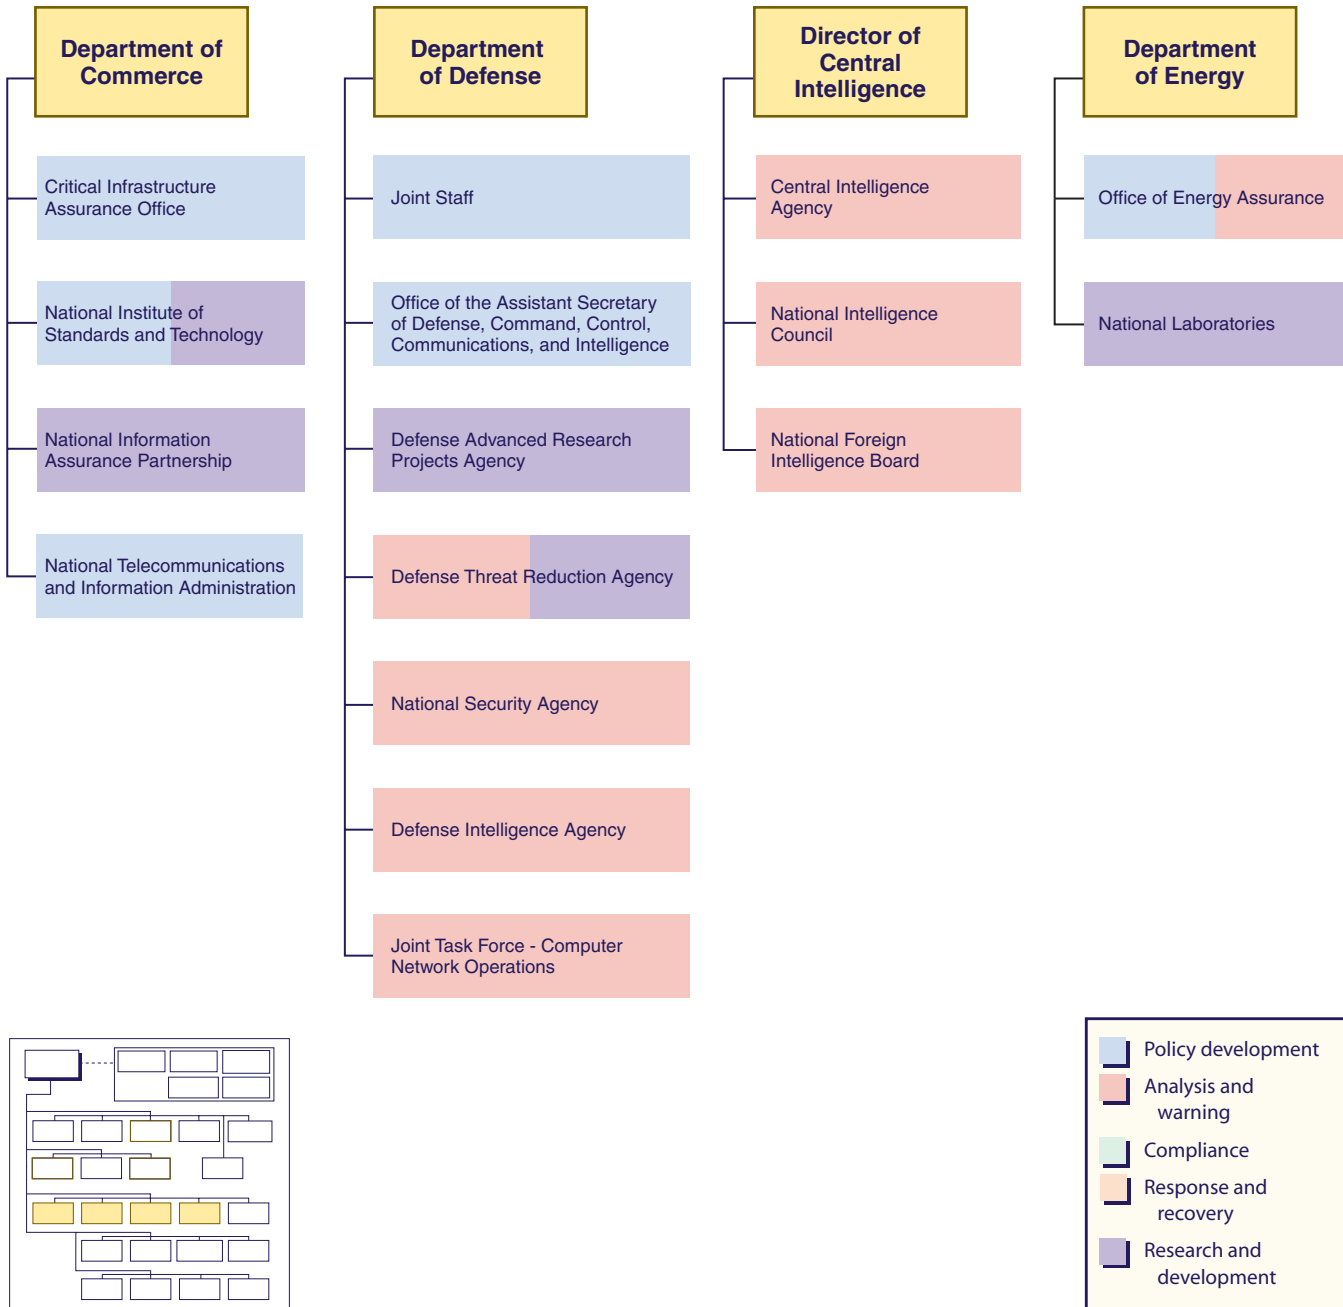 Department of
Commerce
Critical Infrastructure
Assurance Office
National Institute of
Standards and Technology
National Information
Assurance Partnership
National Telecommunications
and Information Administration
Department
of Defense
Joint Staff
Office of the Assistant Secretary
of Defense, Command, Control,
Communications, and Intelligence
Defense Advanced Research
Projects Agency
Defense Threat Reduction Agency
National Security Agency
Defense Intelligence Agency
Joint Task Force - Computer
Network Operations
Director of
Central
Intelligence
Central Intelligence
Agency
National Intelligence
Council
National Foreign
Intelligence Board
Department
of Energy
Office of Energy Assurance
National Laboratories
Policy development
Analysis and
warning
Compliance
Response and
recovery
Research and
development